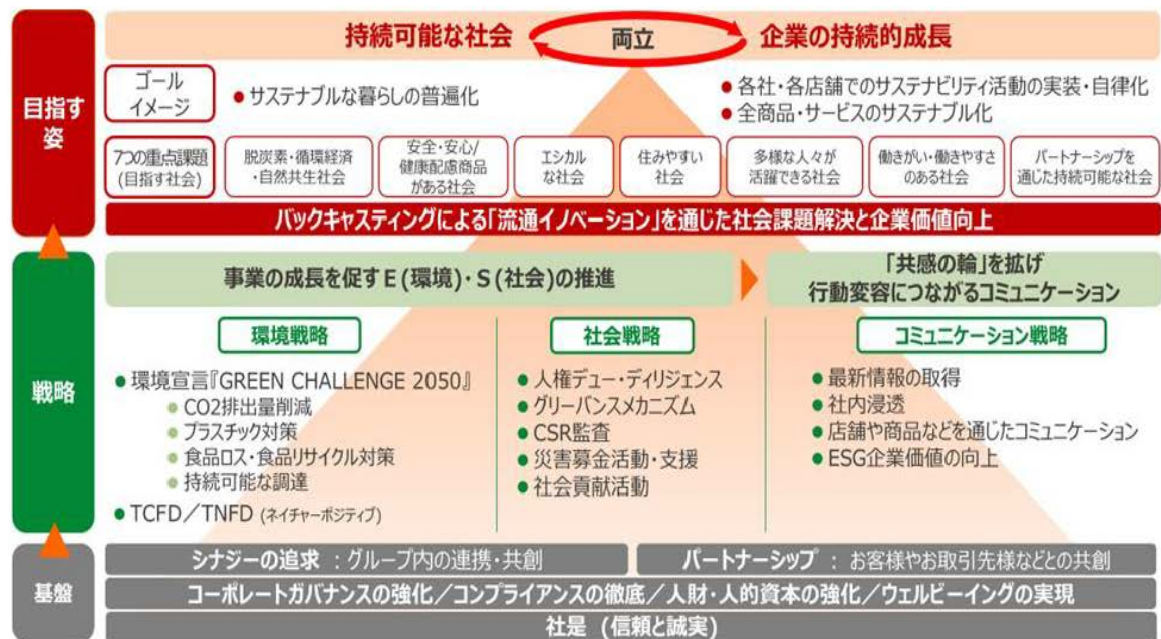 持続可能な社会
両立
企業の持続的成長
目指す
姿
ゴール
イメージ
● サステナブルな暮らしの普遍化
● 各社・各店舗でのサステナビリティ活動の実装・自律化
● 全商品・サービスのサステナブル化
7つの重点課題
(目指す社会)
脱炭素・循環経済
・自然共生社会
安全・安心/
健康配慮商品
がある社会
エシカル
な社会
住みやすい
社会
多様な人々が
活躍できる社会
働きがい・働きやすさ
のある社会
パートナーシップを
通じた持続可能な社会
バックキャスティングによる「流通イノベーション」を通じた社会課題解決と企業価値向上
戦略
事業の成長を促すE(環境)・S(社会)の推進
「共感の輪」を拡げ
行動変容につながるコミュニケーション
環境戦略
● 環境宣言『GREEN CHALLENGE 2050』
● CO2排出量削減
● プラスチック対策
● 食品ロス・食品リサイクル対策
● 持続可能な調達
● TCFD/TNFD (ネイチャーポジティブ)
社会戦略
● 人権デュー・ディリジェンス
● グリーバンスメカニズム
● CSR監査
● 災害募金活動・支援
● 社会貢献活動
コミュニケーション戦略
● 最新情報の取得
● 社内浸透
● 店舗や商品などを通じたコミュニケーション
● ESG企業価値の向上
基盤
シナジーの追求 : グループ内の連携・共創
パートナーシップ : お客様やお取引先様などとの共創
コーポレートガバナンスの強化/コンプライアンスの徹底/人財・人的資本の強化/ウェルビーイングの実現
社是 (信頼と誠実)